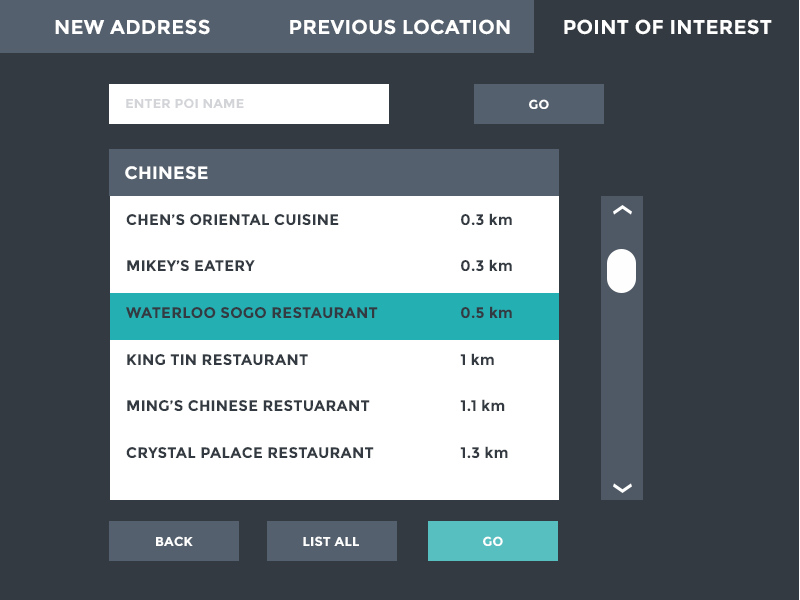 NEW ADDRESS PREVIOUS LOCATION POINT OF INTEREST
ENTER POI NAME GO
CHINESE
CHEN'S ORIENTAL CUISINE 0.3 km
MIKEY'S EATERY 0.3 km
WATERLOO SOGO RESTAURANT 0.5 km
KING TIN RESTAURANT 1 km
MING'S CHINESE RESTUARANT 1.1 km
CRYSTAL PALACE RESTAURANT 1.3 km
BACK LIST ALL GO